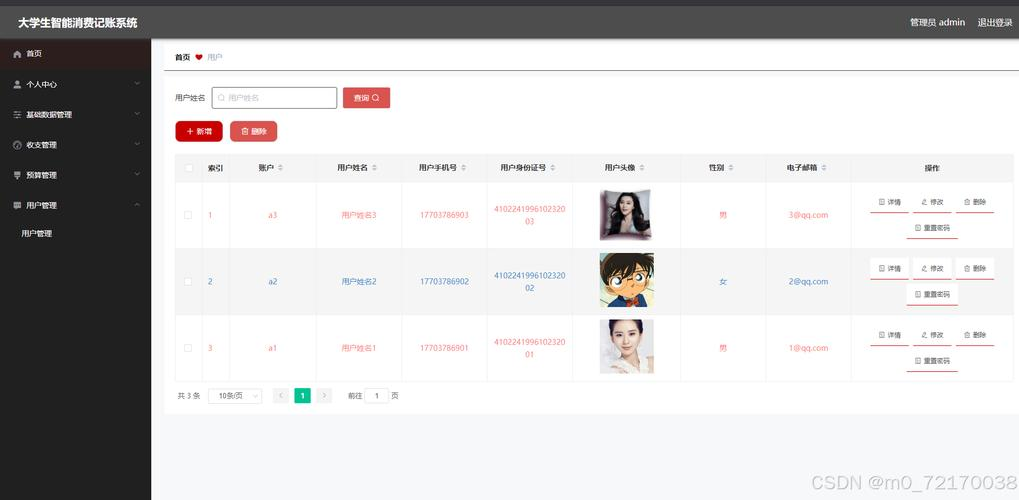 大学生智能消费记账系统
管理员 admin 退出登录
首页
个人中心
基础数据管理
收支管理
预算管理
用户管理
用户管理
首页 用户
用户姓名 用户姓名 查询
新增 删除
索引 账户 用户姓名 用户手机号 用户身份证号 用户头像 性别 电子邮箱 操作
1 a3 用户姓名3 17703786903 410224199610232003 男 3@qq.com 详情 修改 删除
重置密码
2 a2 用户姓名2 17703786902 410224199610232002 女 2@qq.com 详情 修改 删除
重置密码
3 a1 用户姓名1 17703786901 410224199610232001 男 1@qq.com 详情 修改 删除
重置密码
共 3 条 10条/页 1 前往 1 页
CSDN @m0_72170038